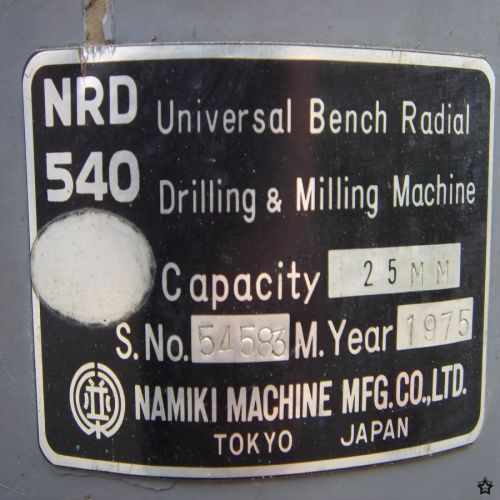 NRD Universal Bench Radial
540 Drilling & Milling Machine
Capacity 25MM
S.No. 54583 M.Year 1975
並
NAMIKI MACHINE MFG.CO.,LTD.
TOKYO JAPAN